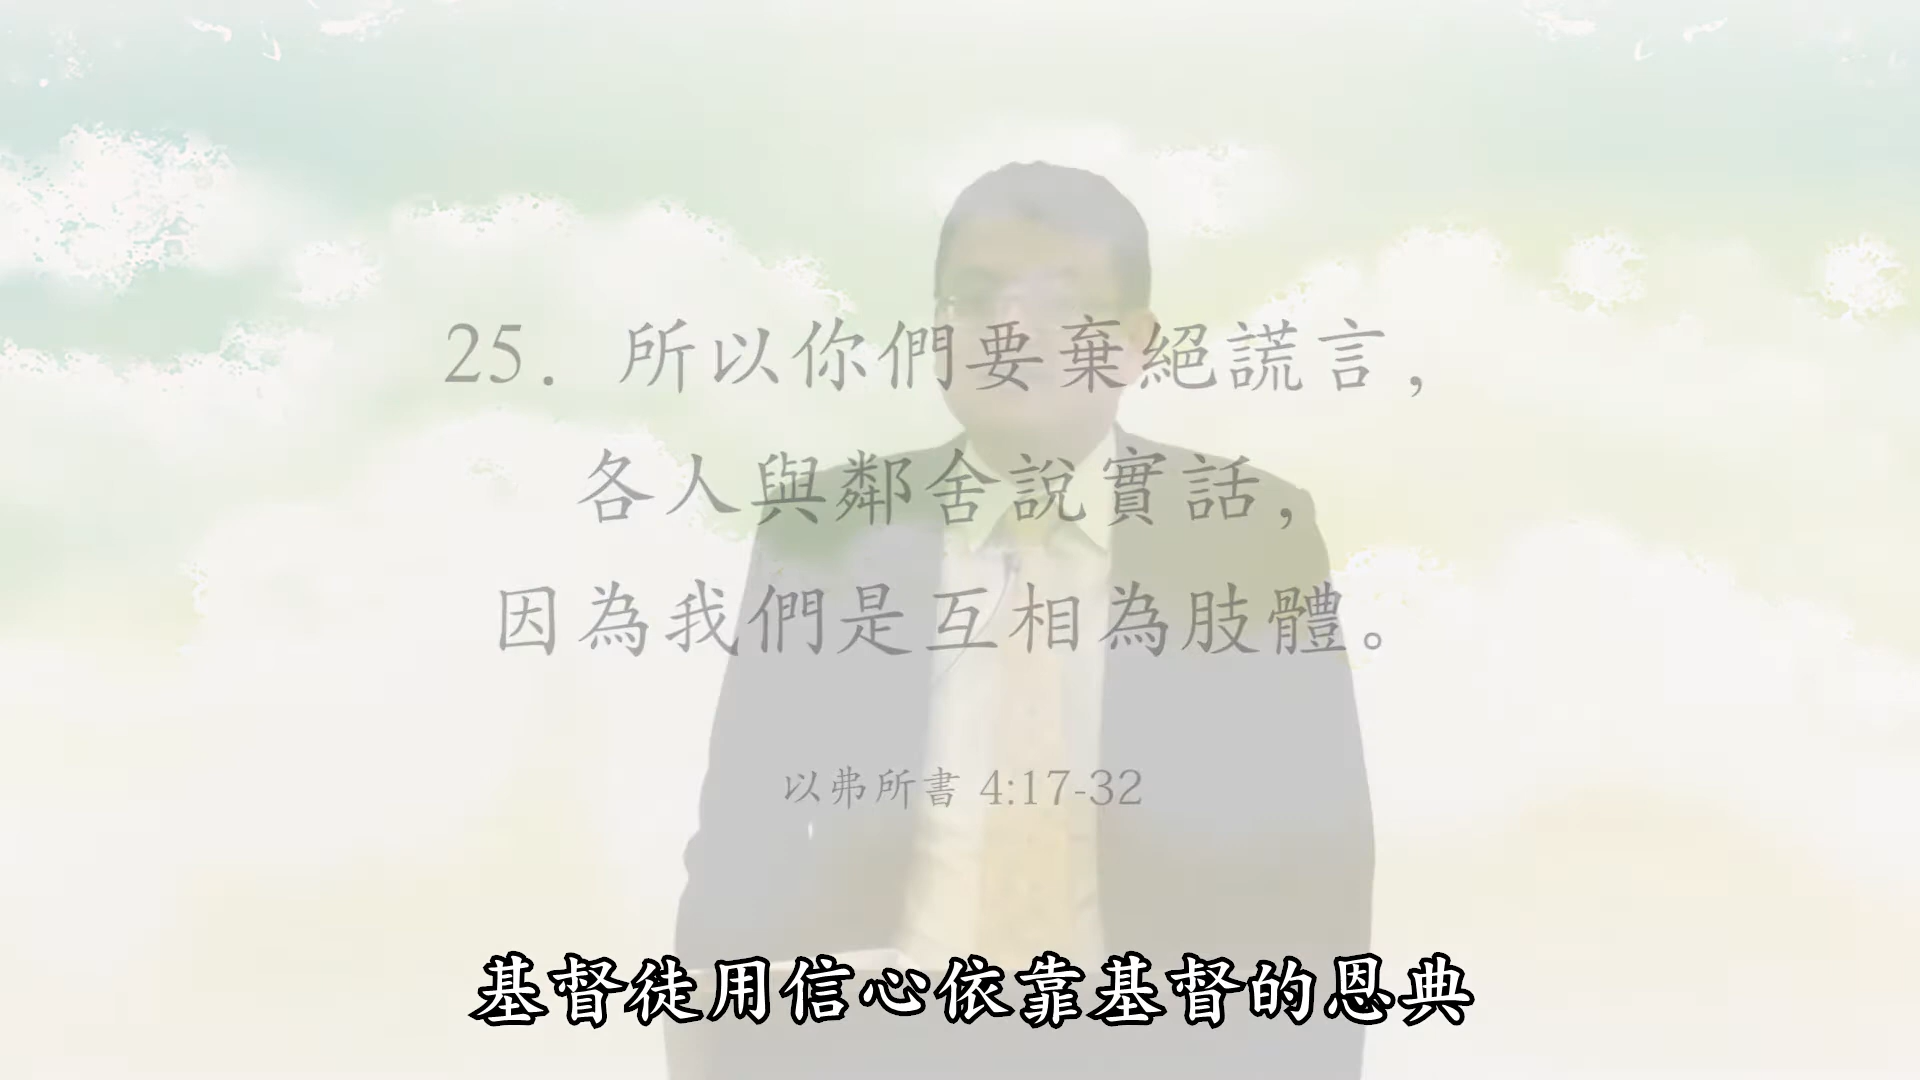 25. 所以你們要棄絕謊言，
各人與鄰舍說實話，
因為我們是互相為肢體。
以弗所書 4:17-32
基督徒用信心依靠基督的恩典